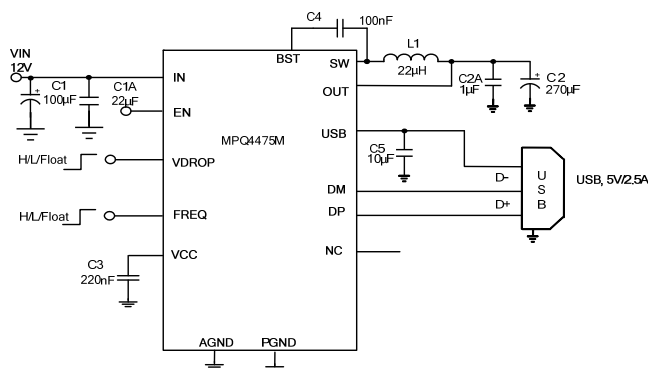 C4
100nF
BST
VIN
12V
IN
SW
L1
22µH
C1
100µF
C1A
22µF
OUT
C2A
1µF
C2
270µF
EN
MPQ4475M
USB
C5
10µF
H/L/Float
VDROP
D-
USB
USB, 5V/2.5A
DM
D+
H/L/Float
FREQ
DP
VCC
NC
C3
220nF
AGND
PGND